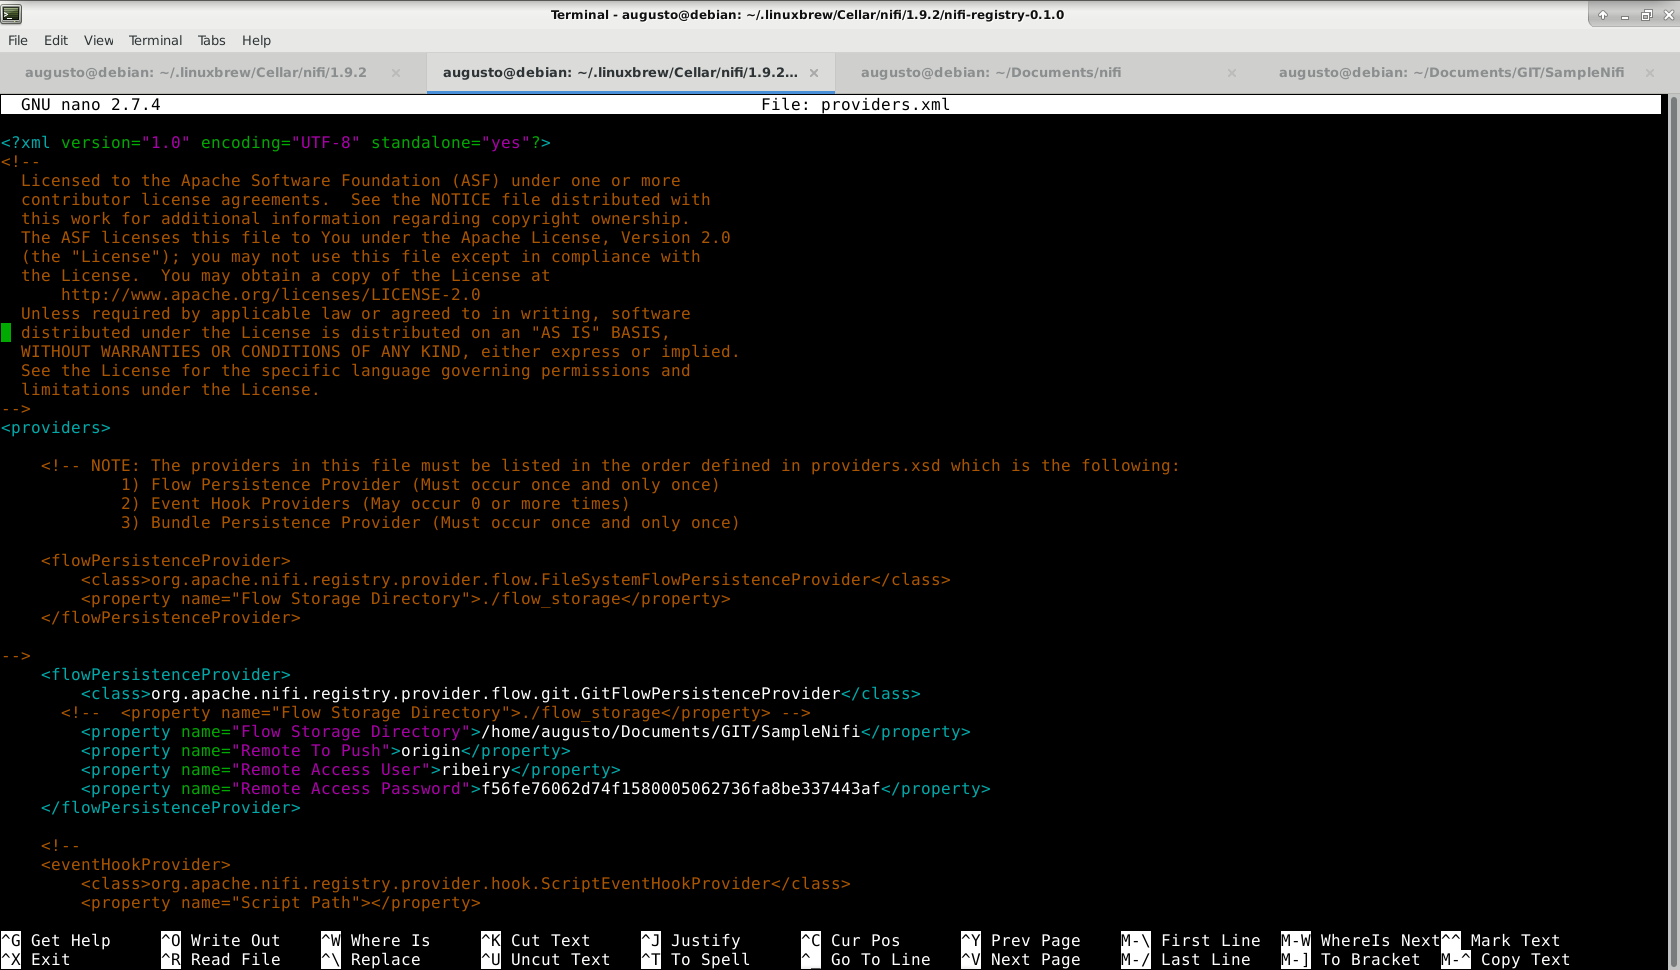 Terminal - augusto@debian: ~/.linuxbrew/Cellar/nifi/1.9.2/nifi-registry-0.1.0
File Edit View Terminal Tabs Help
augusto@debian: ~/.linuxbrew/Cellar/nifi/1.9.2 × augusto@debian: ~/.linuxbrew/Cellar/nifi/1.9.2... × augusto@debian: ~/Documents/nifi × augusto@debian: ~/Documents/GIT/SampleNifi ×
GNU nano 2.7.4 File: providers.xml
<?xml version="1.0" encoding="UTF-8" standalone="yes"?>
<!--
  Licensed to the Apache Software Foundation (ASF) under one or more
  contributor license agreements.  See the NOTICE file distributed with
  this work for additional information regarding copyright ownership.
  The ASF licenses this file to You under the Apache License, Version 2.0
  (the "License"); you may not use this file except in compliance with
  the License.  You may obtain a copy of the License at
      http://www.apache.org/licenses/LICENSE-2.0
  Unless required by applicable law or agreed to in writing, software
  distributed under the License is distributed on an "AS IS" BASIS,
  WITHOUT WARRANTIES OR CONDITIONS OF ANY KIND, either express or implied.
  See the License for the specific language governing permissions and
  limitations under the License.
-->
<providers>
    <!-- NOTE: The providers in this file must be listed in the order defined in providers.xsd which is the following:
            1) Flow Persistence Provider (Must occur once and only once)
            2) Event Hook Providers (May occur 0 or more times)
            3) Bundle Persistence Provider (Must occur once and only once)
    <flowPersistenceProvider>
        <class>org.apache.nifi.registry.provider.flow.FileSystemFlowPersistenceProvider</class>
        <property name="Flow Storage Directory">./flow_storage</property>
    </flowPersistenceProvider>
-->
    <flowPersistenceProvider>
        <class>org.apache.nifi.registry.provider.flow.git.GitFlowPersistenceProvider</class>
      <!--  <property name="Flow Storage Directory">./flow_storage</property> -->
        <property name="Flow Storage Directory">/home/augusto/Documents/GIT/SampleNifi</property>
        <property name="Remote To Push">origin</property>
        <property name="Remote Access User">ribeiry</property>
        <property name="Remote Access Password">f56fe76062d74f1580005062736fa8be337443af</property>
    </flowPersistenceProvider>
    <!--
    <eventHookProvider>
        <class>org.apache.nifi.registry.provider.hook.ScriptEventHookProvider</class>
        <property name="Script Path"></property>
^G Get Help ^O Write Out ^W Where Is ^K Cut Text ^J Justify ^C Cur Pos ^Y Prev Page M-\ First Line M-W WhereIs Next ^^ Mark Text
^X Exit ^R Read File ^\ Replace ^U Uncut Text ^T To Spell ^_ Go To Line ^V Next Page M-/ Last Line M-] To Bracket M-^ Copy Text